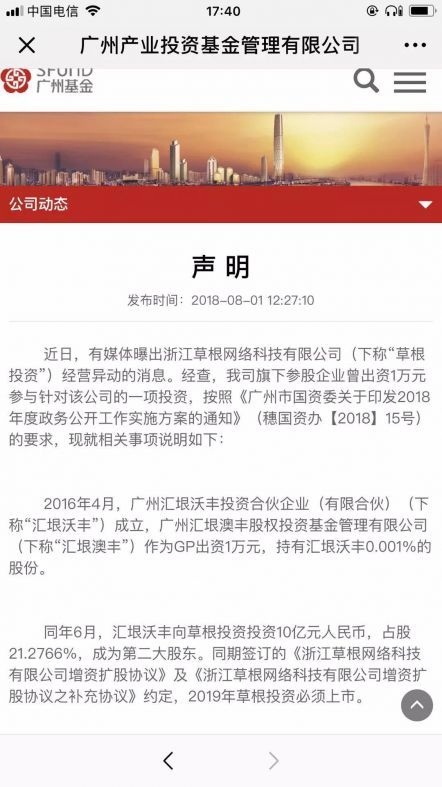 中国电信 17:40
广州产业投资基金管理有限公司
SFUND
广州基金
公司动态
声 明
发布时间：2018-08-01 12:27:10
近日，有媒体曝出浙江草根网络科技有限公司（下称“草根
投资”）经营异动的消息。经查，我司旗下参股企业曾出资1万元
参与针对该公司的一项投资，按照《广州市国资委关于印发2018
年度政务公开工作实施方案的通知》（穗国资办【2018】15号）
的要求，现就相关事项说明如下：
2016年4月，广州汇垠沃丰投资合伙企业（有限合伙）（下
称“汇垠沃丰”）成立，广州汇垠澳丰股权投资基金管理有限公司
（下称“汇垠澳丰”）作为GP出资1万元，持有汇垠沃丰0.001%的
股份。
同年6月，汇垠沃丰向草根投资投资10亿元人民币，占股
21.2766%，成为第二大股东。同期签订的《浙江草根网络科技
有限公司增资扩股协议》及《浙江草根网络科技有限公司增资扩
股协议之补充协议》约定，2019年草根投资必须上市。